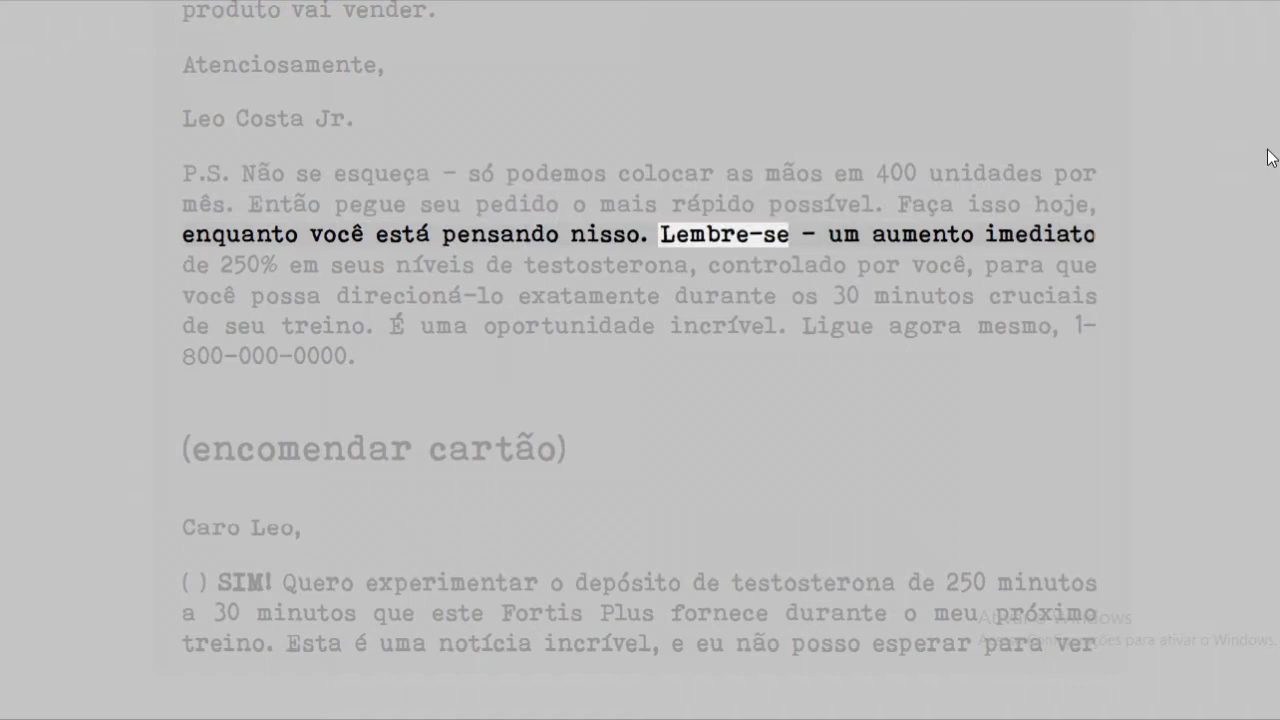 produto vai vender.
Atenciosamente,
Leo Costa Jr.
P.S. Não se esqueça - só podemos colocar as mãos em 400 unidades por
mês. Então pegue seu pedido o mais rápido possível. Faça isso hoje,
enquanto você está pensando nisso. Lembre-se - um aumento imediato
de 250% em seus níveis de testosterona, controlado por você, para que
você possa direcioná-lo exatamente durante os 30 minutos cruciais
de seu treino. É uma oportunidade incrível. Ligue agora mesmo, 1-
800-000-0000.
(encomendar cartão)
Caro Leo,
( ) SIM! Quero experimentar o depósito de testosterona de 250 minutos
a 30 minutos que este Fortis Plus fornece durante o meu próximo
treino. Esta é uma notícia incrível, e eu não posso esperar para ver
Windows
para ativar o Windows.